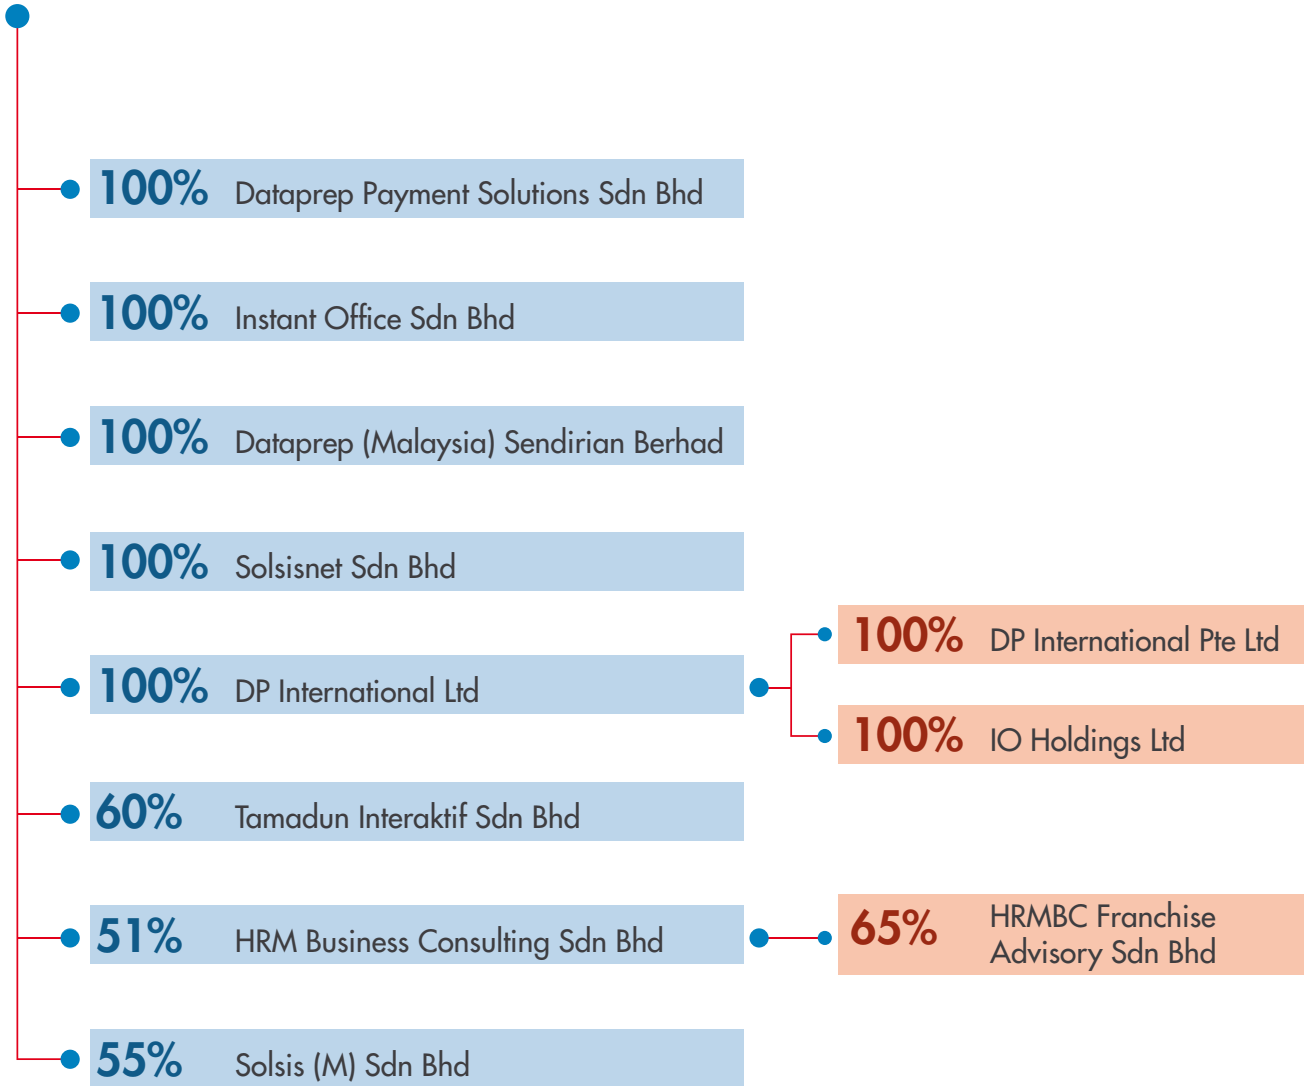 100% Dataprep Payment Solutions Sdn Bhd
100% Instant Office Sdn Bhd
100% Dataprep (Malaysia) Sendirian Berhad
100% Solsisnet Sdn Bhd
100% DP International Ltd
100% DP International Pte Ltd
100% IO Holdings Ltd
60% Tamadun Interaktif Sdn Bhd
51% HRM Business Consulting Sdn Bhd
65% HRMBC Franchise
Advisory Sdn Bhd
55% Solsis (M) Sdn Bhd